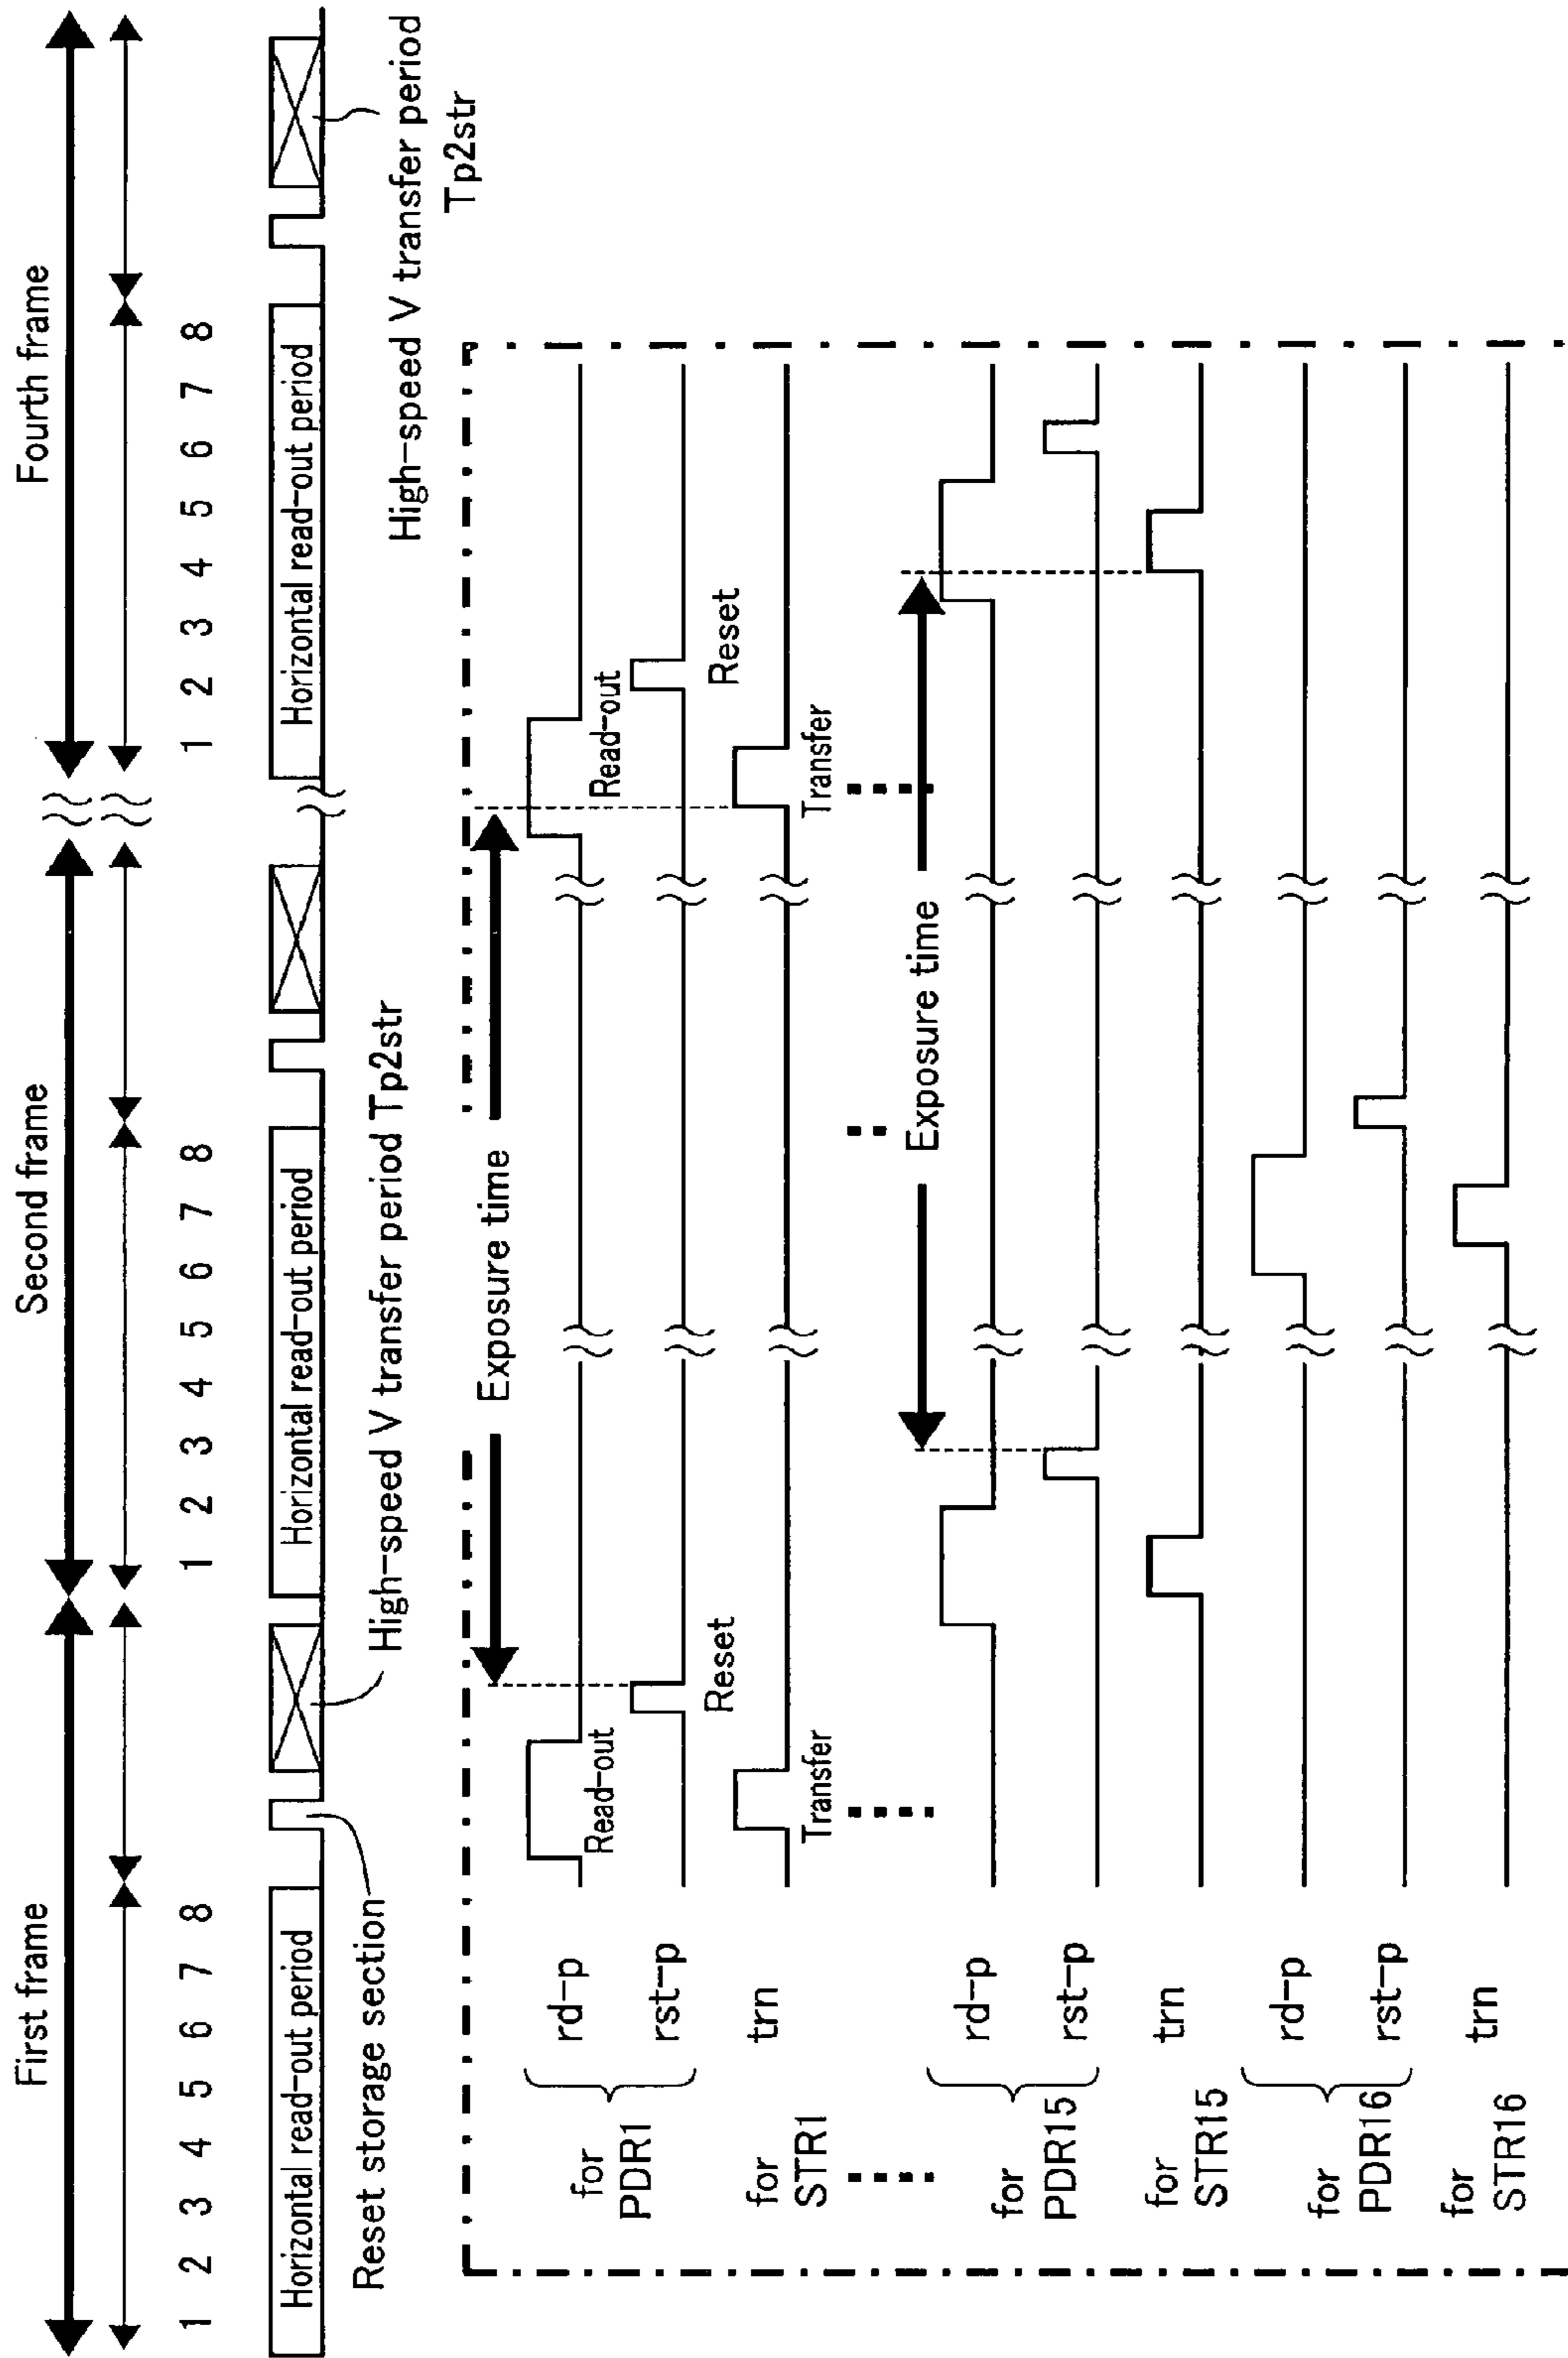 First frame
Second frame
Fourth frame
1 2 3 4 5 6 7 8
1 2 3 4 5 6 7 8
1 2 3 4 5 6 7 8
Horizontal read-out period
Horizontal read-out period
Horizontal read-out period
Reset storage section
High-speed V transfer period Tp2str
High-speed V transfer period
Tp2str
Exposure time
for
PDR1
rd-p
Read-out
Read-out
rst-p
Reset
Reset
for
STR1
trn
Transfer
Transfer
Exposure time
for
PDR15
rd-p
rst-p
for
STR15
trn
for
PDR16
rd-p
rst-p
for
STR16
trn